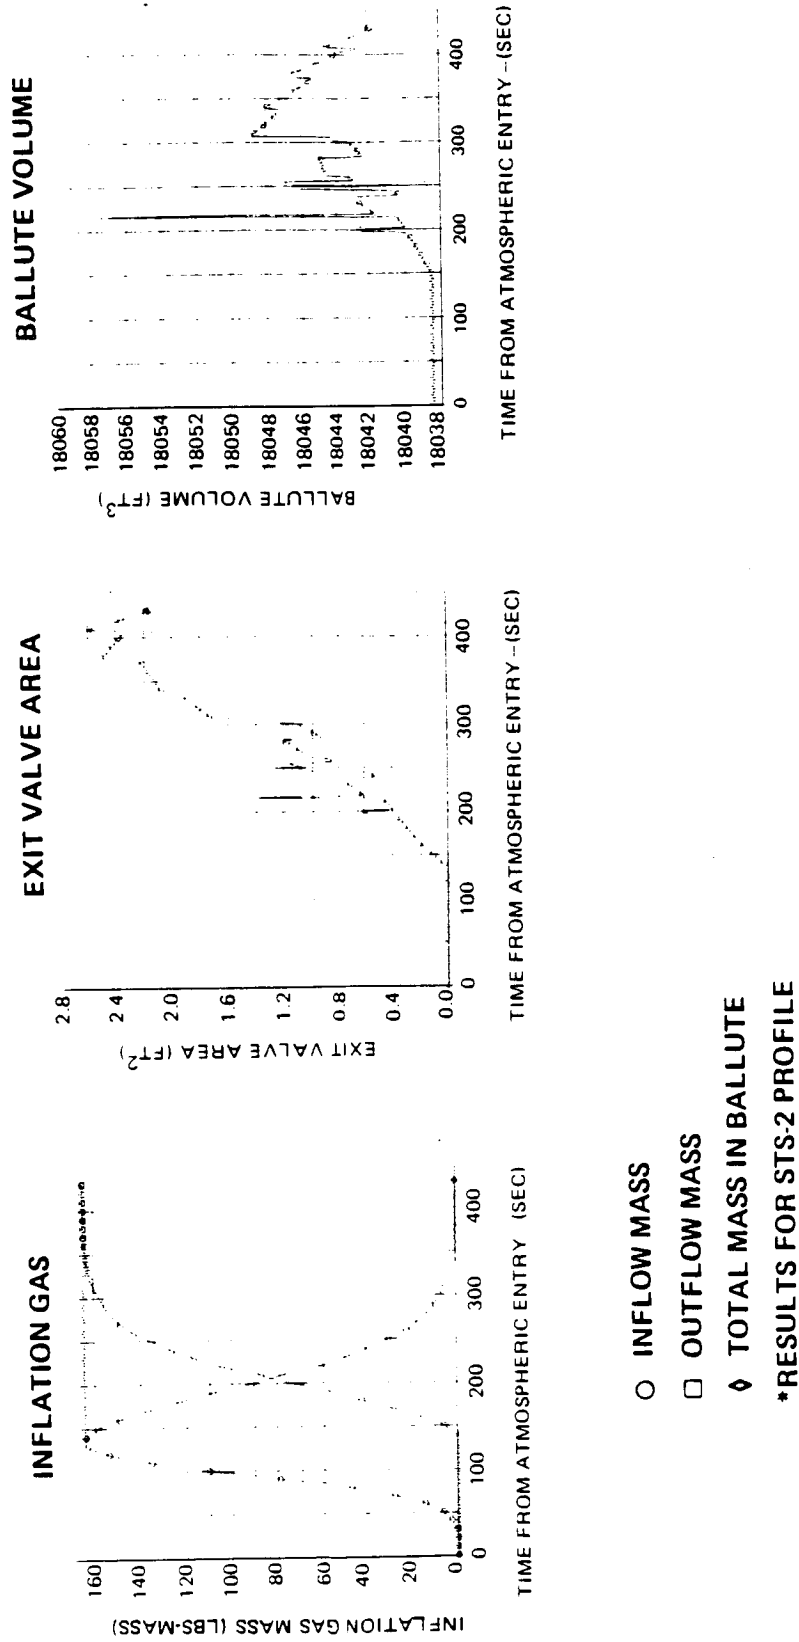 INFLATION GAS
INFLATION GAS MASS (LBS-MASS)
160
140
120
100
80
60
40
20
0
0 100 200 300 400
TIME FROM ATMOSPHERIC ENTRY (SEC)
EXIT VALVE AREA
EXIT VALVE AREA (FT²)
2.8
2 4
2.0
1.6
1.2
0.8
0.4
0.0
0 100 200 300 400
TIME FROM ATMOSPHERIC ENTRY--(SEC)
BALLUTE VOLUME
BALLUTE VOLUME (FT³)
18060
18058
18056
18054
18052
18050
18048
18046
18044
18042
18040
18038
0 100 200 300 400
TIME FROM ATMOSPHERIC ENTRY--(SEC)
○ INFLOW MASS
□ OUTFLOW MASS
◊ TOTAL MASS IN BALLUTE
*RESULTS FOR STS-2 PROFILE